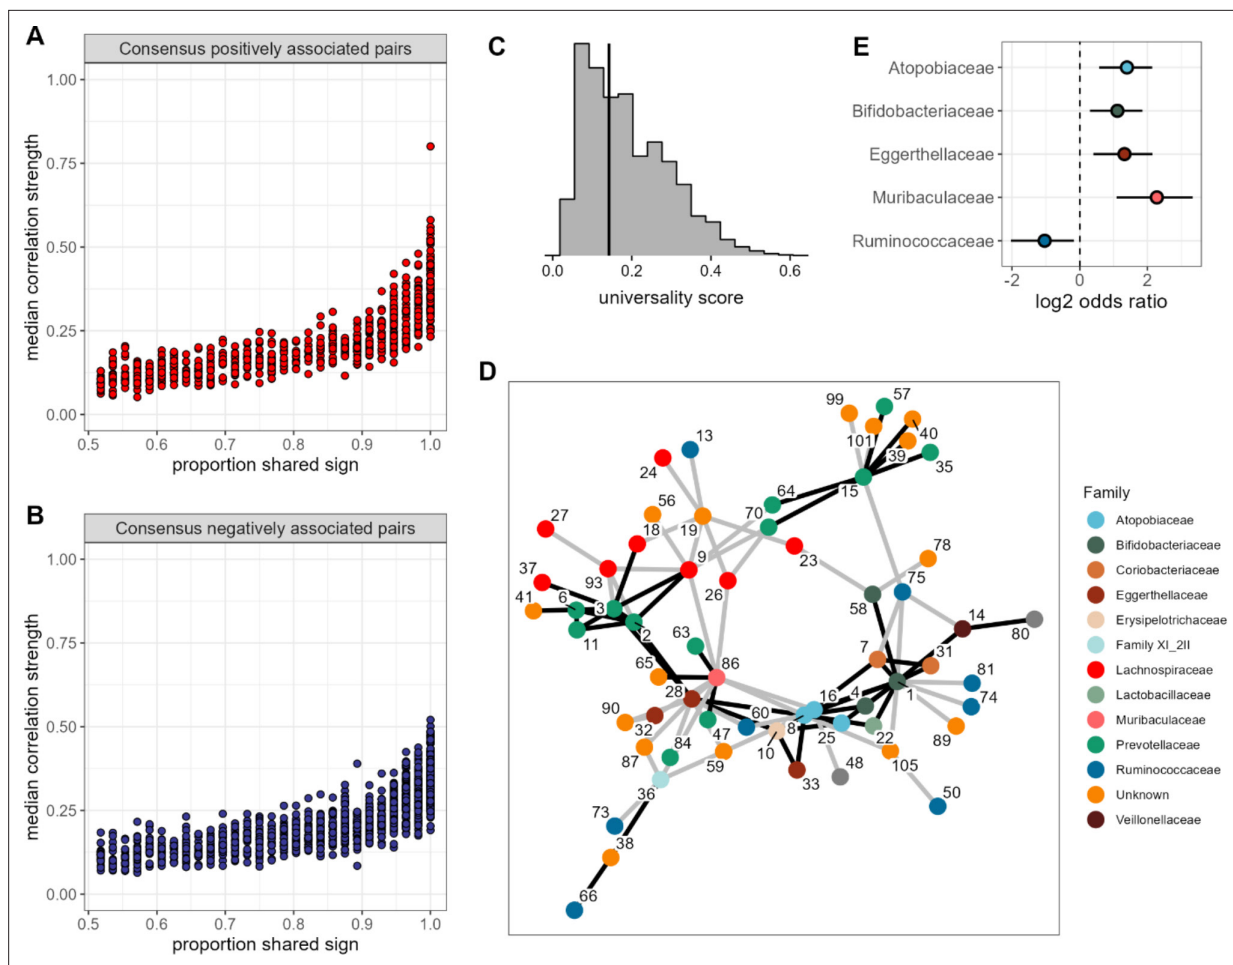 A
Consensus positively associated pairs
1.00
0.75
0.50
0.25
0.00
median correlation strength
0.5 0.6 0.7 0.8 0.9 1.0
proportion shared sign
B
Consensus negatively associated pairs
1.00
0.75
0.50
0.25
0.00
median correlation strength
0.5 0.6 0.7 0.8 0.9 1.0
proportion shared sign
C
0.0 0.2 0.4 0.6
universality score
E
Atopobiaceae
Bifidobacteriaceae
Eggerthellaceae
Muribaculaceae
Ruminococcaceae
-2 0 2
log2 odds ratio
D
57
99
13
101
40
24
39
35
64
15
56
27
70
18
19
78
9
23
75
37
93
26
58
14
41
6
3
80
11
2
63
7
31
86
65
81
16
4
28
1
74
90
60
8
32
47
25
22
89
84
10
87
59
48
105
33
36
50
73
38
66
Family
Atopobiaceae
Bifidobacteriaceae
Coriobacteriaceae
Eggerthellaceae
Erysipelotrichaceae
Family XI_2II
Lachnospiraceae
Lactobacillaceae
Muribaculaceae
Prevotellaceae
Ruminococcaceae
Unknown
Veillonellaceae